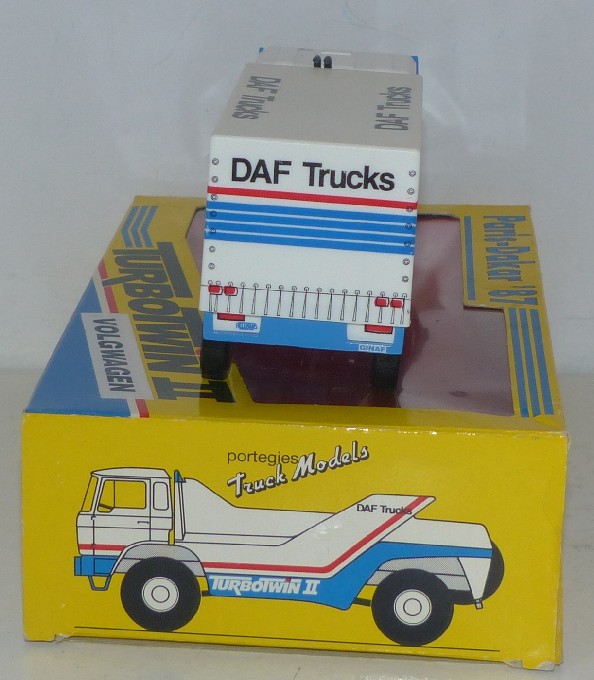 DAF Trucks
DAF Trucks
DAF Trucks
GINAF
Parijs-Dakar '87
TURBOTWIN II
VOLGWAGEN
portegies
Truck Models
DAF Trucks
TURBOTWIN II